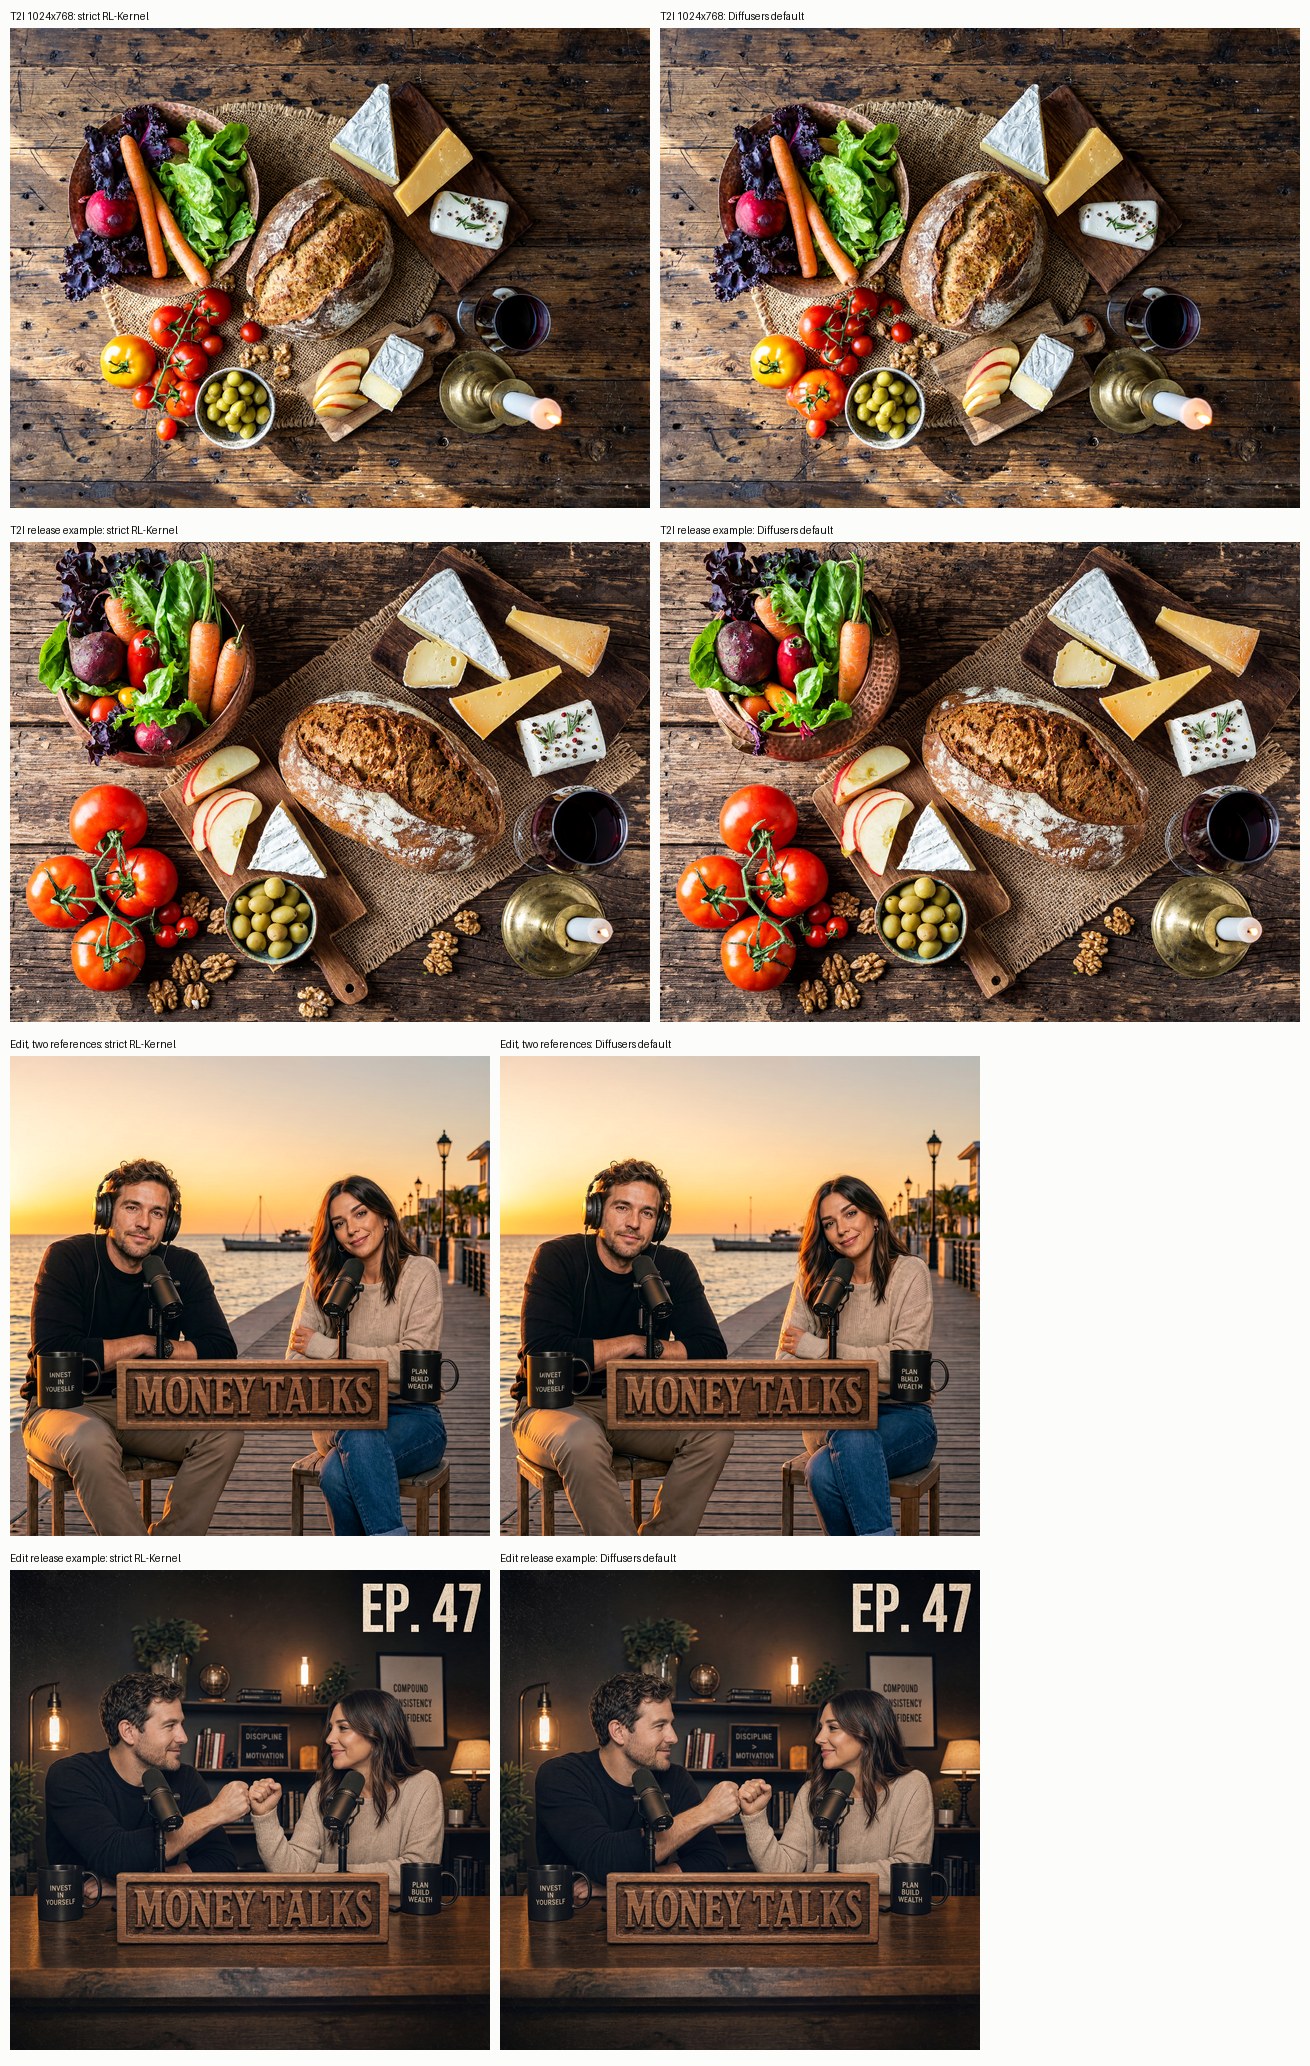 T2I 1024x768: strict RL-Kernel
T2I 1024x768: Diffusers default
T2I release example: strict RL-Kernel
T2I release example: Diffusers default
Edit, two references: strict RL-Kernel
Edit, two references: Diffusers default
INVEST
IN
PLAN
BUILD
MONEY TALKS
IN
PLAN
BUILD
MONEY TALKS
Edit release example: strict RL-Kernel
Edit release example: Diffusers default
EP. 47
COMPOUND
DISCIPLINE
>
MOTIVATION
INVEST
IN
YOURSELF
PLAN
BUILD
WEALTH
MONEY TALKS
EP. 47
COMPOUND
DISCIPLINE
>
MOTIVATION
INVEST
IN
YOURSELF
PLAN
BUILD
WEALTH
MONEY TALKS